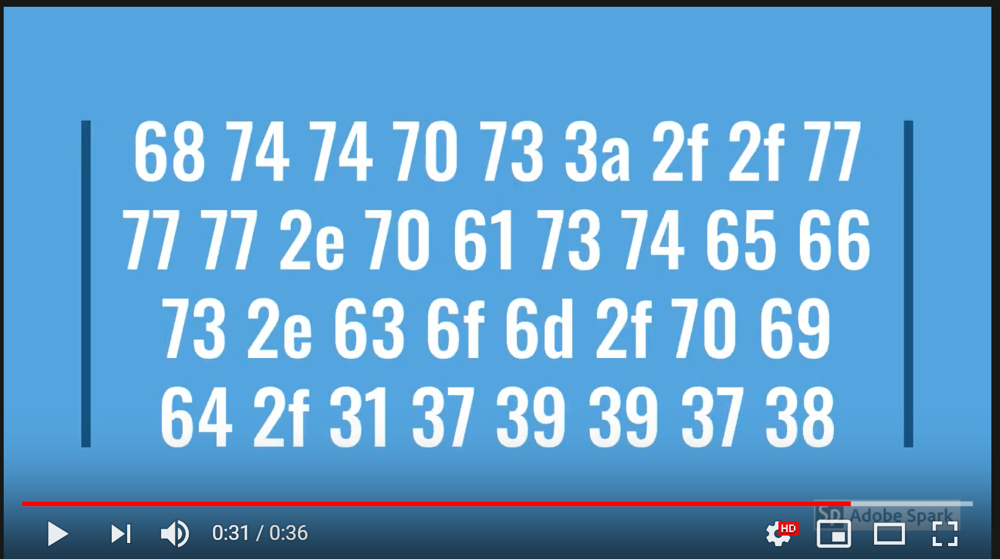 68 74 74 70 73 3a 2f 2f 77
77 77 2e 70 61 73 74 65 66
73 2e 63 6f 6d 2f 70 69
64 2f 31 37 39 39 37 38
Sp Adobe Spark
0:31 / 0:36
HD